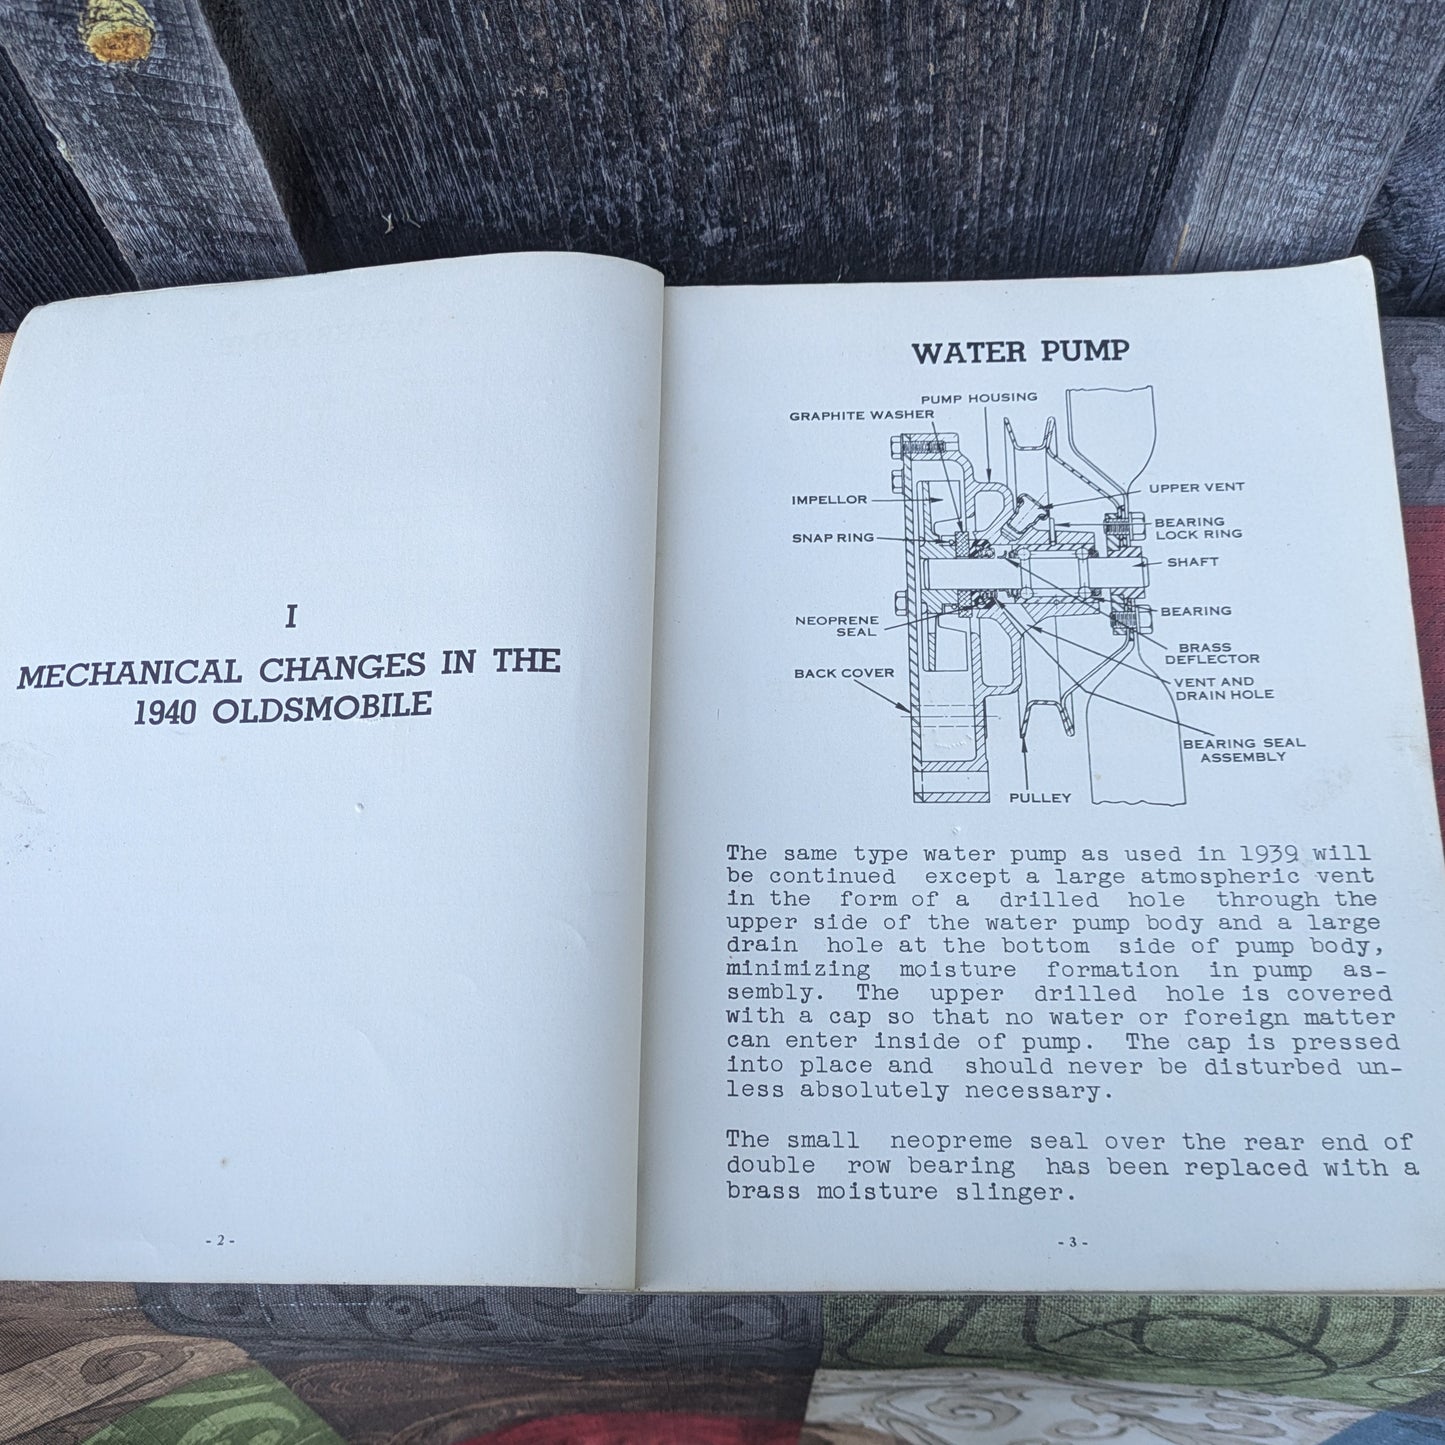 I
MECHANICAL CHANGES IN THE
1940 OLDSMOBILE
- 2 -
WATER PUMP
PUMP HOUSING
GRAPHITE WASHER
UPPER VENT
IMPELLOR
BEARING
LOCK RING
SNAP RING
SHAFT
BEARING
NEOPRENE
SEAL
BRASS
DEFLECTOR
BACK COVER
VENT AND
DRAIN HOLE
BEARING SEAL
ASSEMBLY
PULLEY
The same type water pump as used in 1939 will
be continued except a large atmospheric vent
in the form of a drilled hole through the
upper side of the water pump body and a large
drain hole at the bottom side of pump body,
minimizing moisture formation in pump as-
sembly. The upper drilled hole is covered
with a cap so that no water or foreign matter
can enter inside of pump. The cap is pressed
into place and should never be disturbed un-
less absolutely necessary.
The small neopreme seal over the rear end of
double row bearing has been replaced with a
brass moisture slinger.
- 3 -